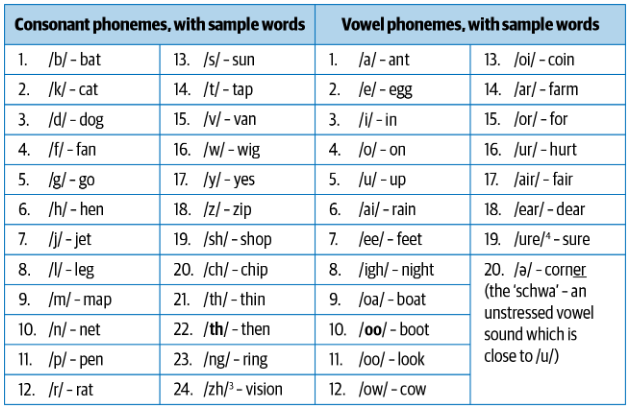 Consonant phonemes, with sample words Vowel phonemes, with sample words
1. /b/ – bat 13. /s/ – sun 1. /a/ – ant 13. /oi/ – coin
2. /k/ – cat 14. /t/ – tap 2. /e/ – egg 14. /ar/ – farm
3. /d/ – dog 15. /v/ – van 3. /i/ – in 15. /or/ – for
4. /f/ – fan 16. /w/ – wig 4. /o/ – on 16. /ur/ – hurt
5. /g/ – go 17. /y/ – yes 5. /u/ – up 17. /air/ – fair
6. /h/ – hen 18. /z/ – zip 6. /ai/ – rain 18. /ear/ – dear
7. /j/ – jet 19. /sh/ – shop 7. /ee/ – feet 19. /ure/⁴ – sure
8. /l/ – leg 20. /ch/ – chip 8. /igh/ – night 20. /ə/ – corner
9. /m/ – map 21. /th/ – thin 9. /oa/ – boat (the ‘schwa’ – an
10. /n/ – net 22. /th/ – then 10. /oo/ – boot unstressed vowel
11. /p/ – pen 23. /ng/ – ring 11. /oo/ – look sound which is
12. /r/ – rat 24. /zh/³ – vision 12. /ow/ – cow close to /u/)